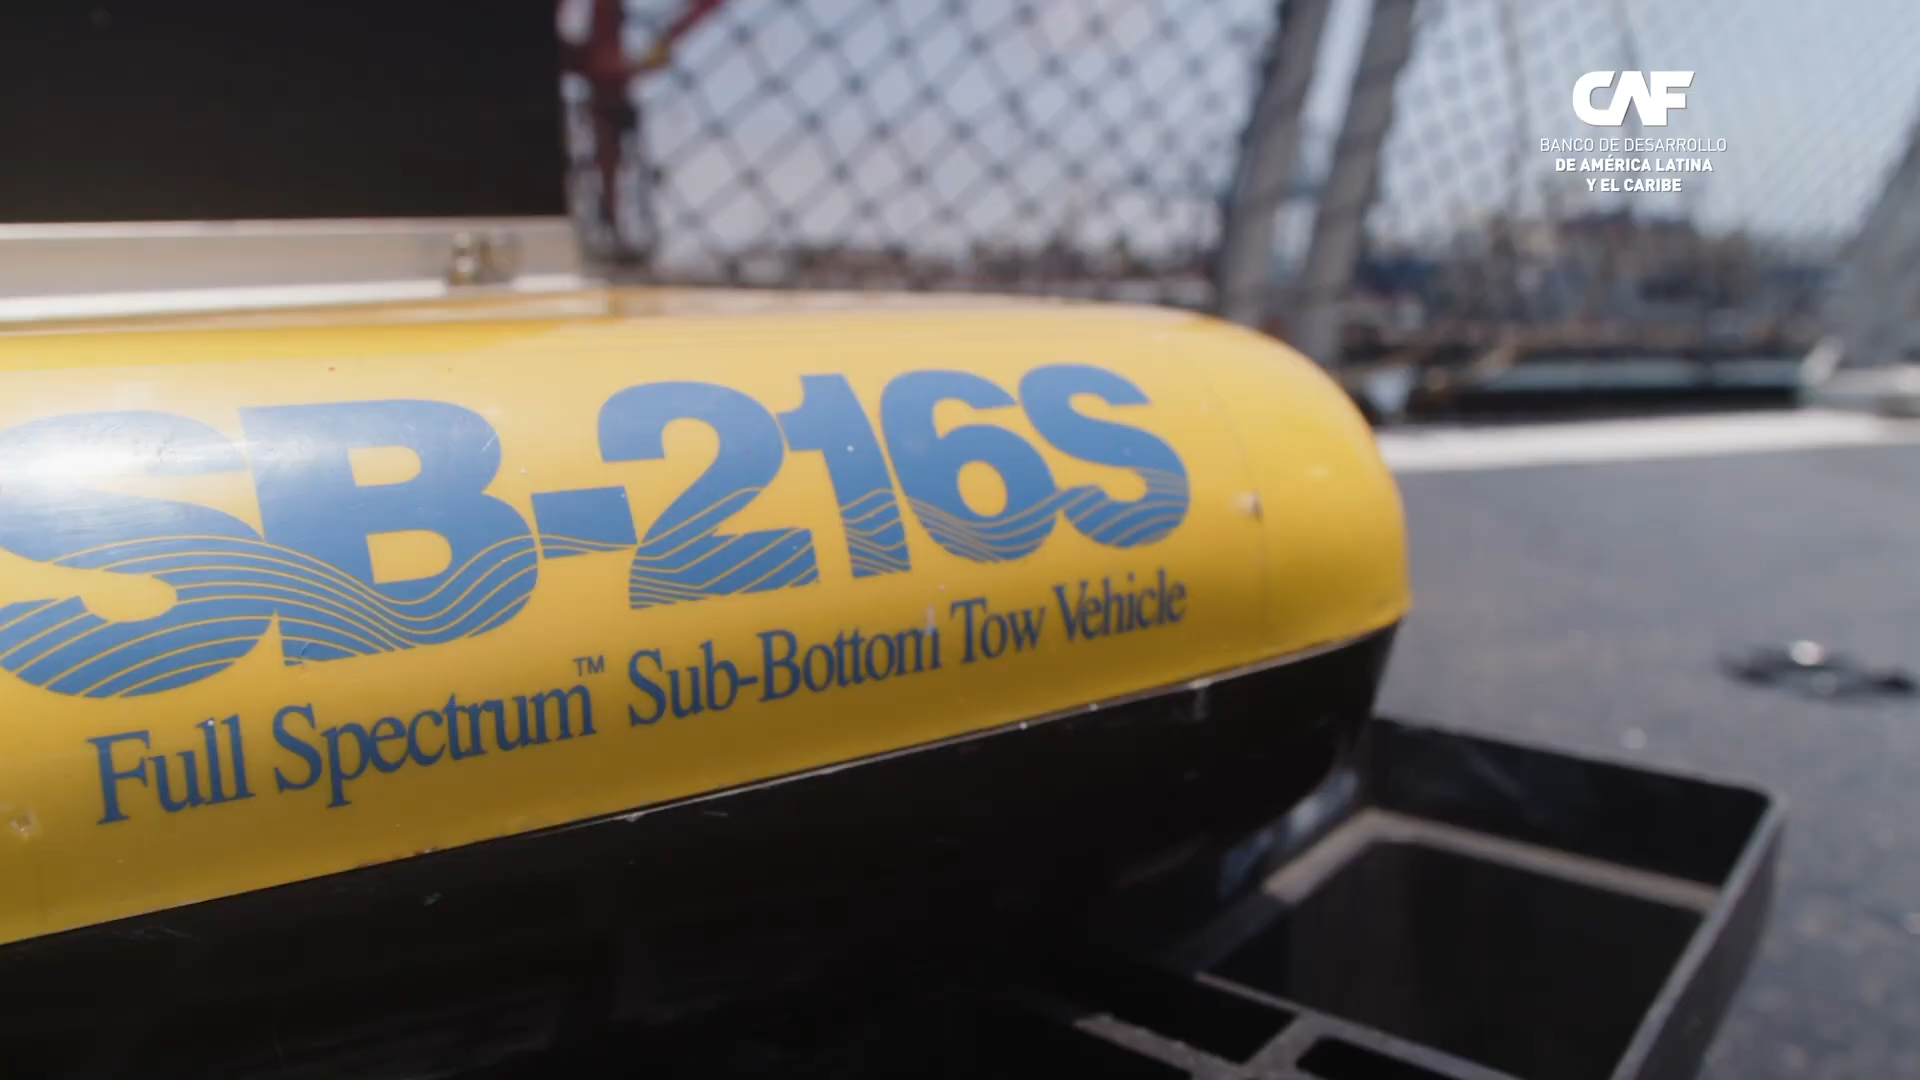 CAF
BANCO DE DESARROLLO
DE AMÉRICA LATINA
Y EL CARIBE
SB-216S
Full Spectrum™ Sub-Bottom Tow Vehicle